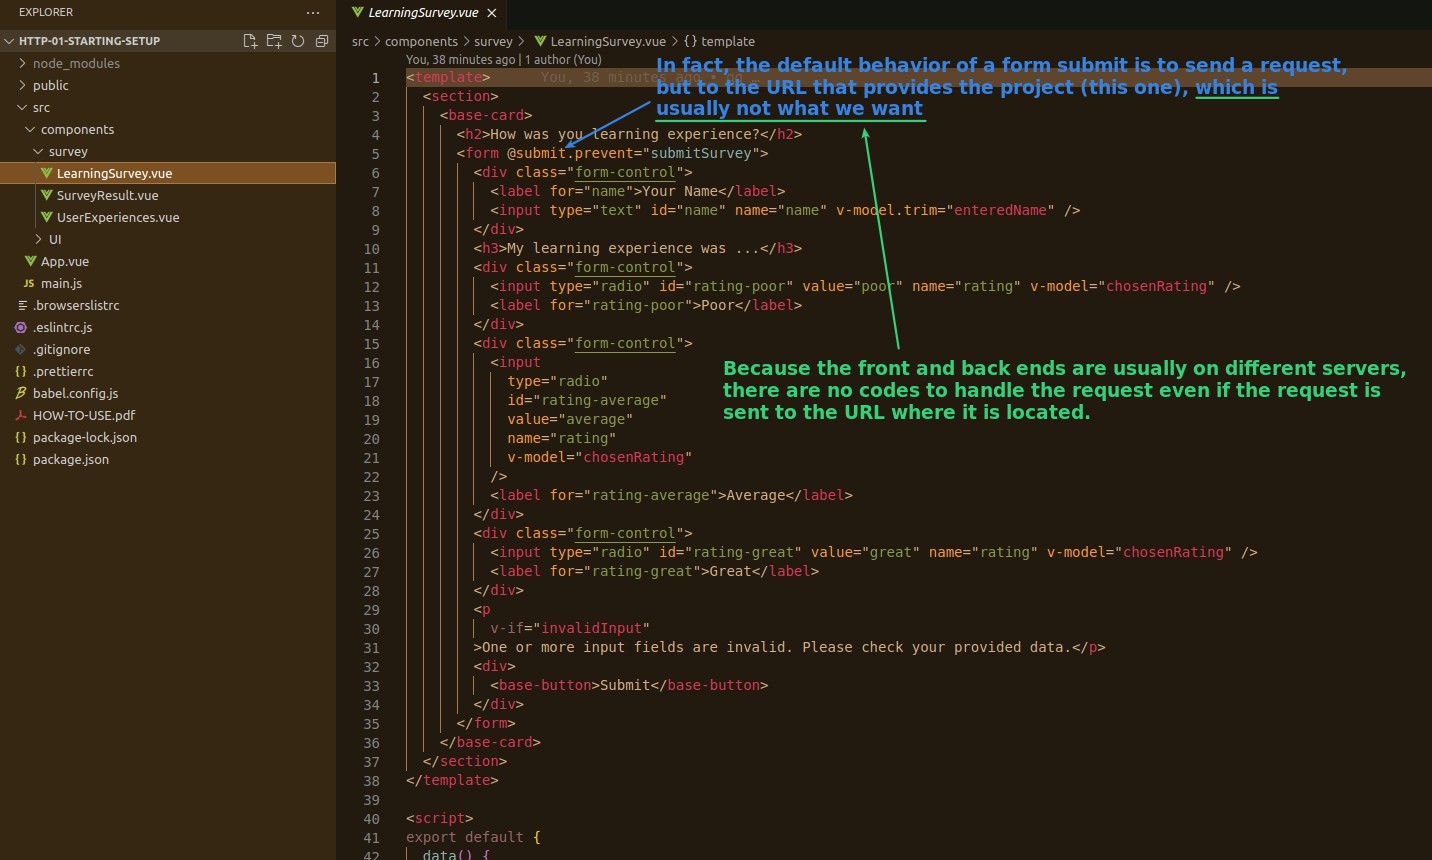 EXPLORER
HTTP-01-STARTING-SETUP
node_modules
public
src
components
survey
LearningSurvey.vue
SurveyResult.vue
UserExperiences.vue
UI
App.vue
JS main.js
.browserslistrc
.eslintrc.js
.gitignore
{} .prettierrc
babel.config.js
HOW-TO-USE.pdf
{} package-lock.json
{} package.json
LearningSurvey.vue
src > components > survey > LearningSurvey.vue > {} template
You, 38 minutes ago | 1 author (You)
In fact, the default behavior of a form submit is to send a request,
but to the URL that provides the project (this one), which is
usually not what we want
1 <template> You, 38 minutes ago •
2 <section>
3 <base-card>
4 <h2>How was you learning experience?</h2>
5 <form @submit.prevent="submitSurvey">
6 <div class="form-control">
7 <label for="name">Your Name</label>
8 <input type="text" id="name" name="name" v-model.trim="enteredName" />
9 </div>
10 <h3>My learning experience was ...</h3>
11 <div class="form-control">
12 <input type="radio" id="rating-poor" value="poor" name="rating" v-model="chosenRating" />
13 <label for="rating-poor">Poor</label>
14 </div>
15 <div class="form-control">
16 <input
17 type="radio"
18 id="rating-average"
19 value="average"
20 name="rating"
21 v-model="chosenRating"
22 />
23 <label for="rating-average">Average</label>
24 </div>
25 <div class="form-control">
26 <input type="radio" id="rating-great" value="great" name="rating" v-model="chosenRating" />
27 <label for="rating-great">Great</label>
28 </div>
29 <p
30 v-if="invalidInput"
31 >One or more input fields are invalid. Please check your provided data.</p>
32 <div>
33 <base-button>Submit</base-button>
34 </div>
35 </form>
36 </base-card>
37 </section>
38 </template>
39
40 <script>
41 export default {
42 data() {
Because the front and back ends are usually on different servers,
there are no codes to handle the request even if the request is
sent to the URL where it is located.